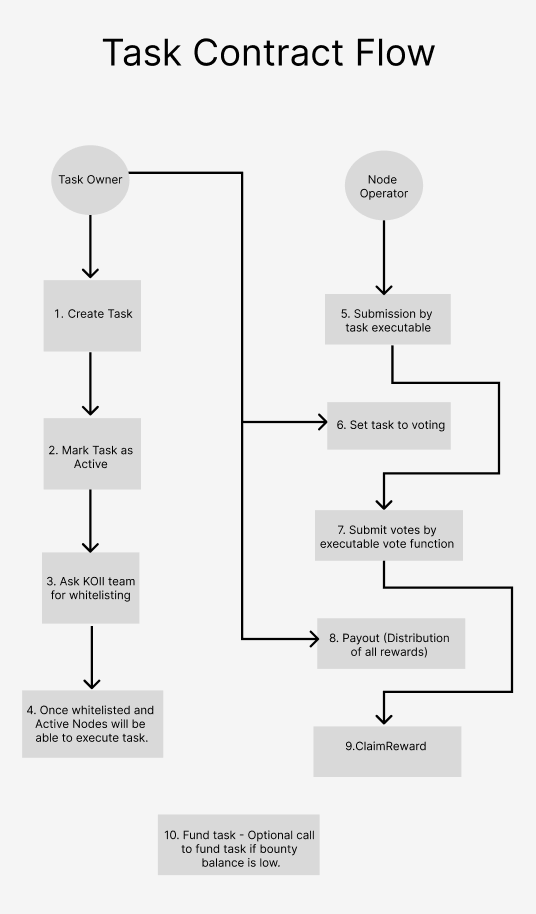 Task Contract Flow
Task Owner
1. Create Task
2. Mark Task as
Active
3. Ask KOII team
for whitelisting
4. Once whitelisted and
Active Nodes will be
able to execute task.
Node
Operator
5. Submission by
task executable
6. Set task to voting
7. Submit votes by
executable vote function
8. Payout (Distribution
of all rewards)
9.ClaimReward
10. Fund task - Optional call
to fund task if bounty
balance is low.